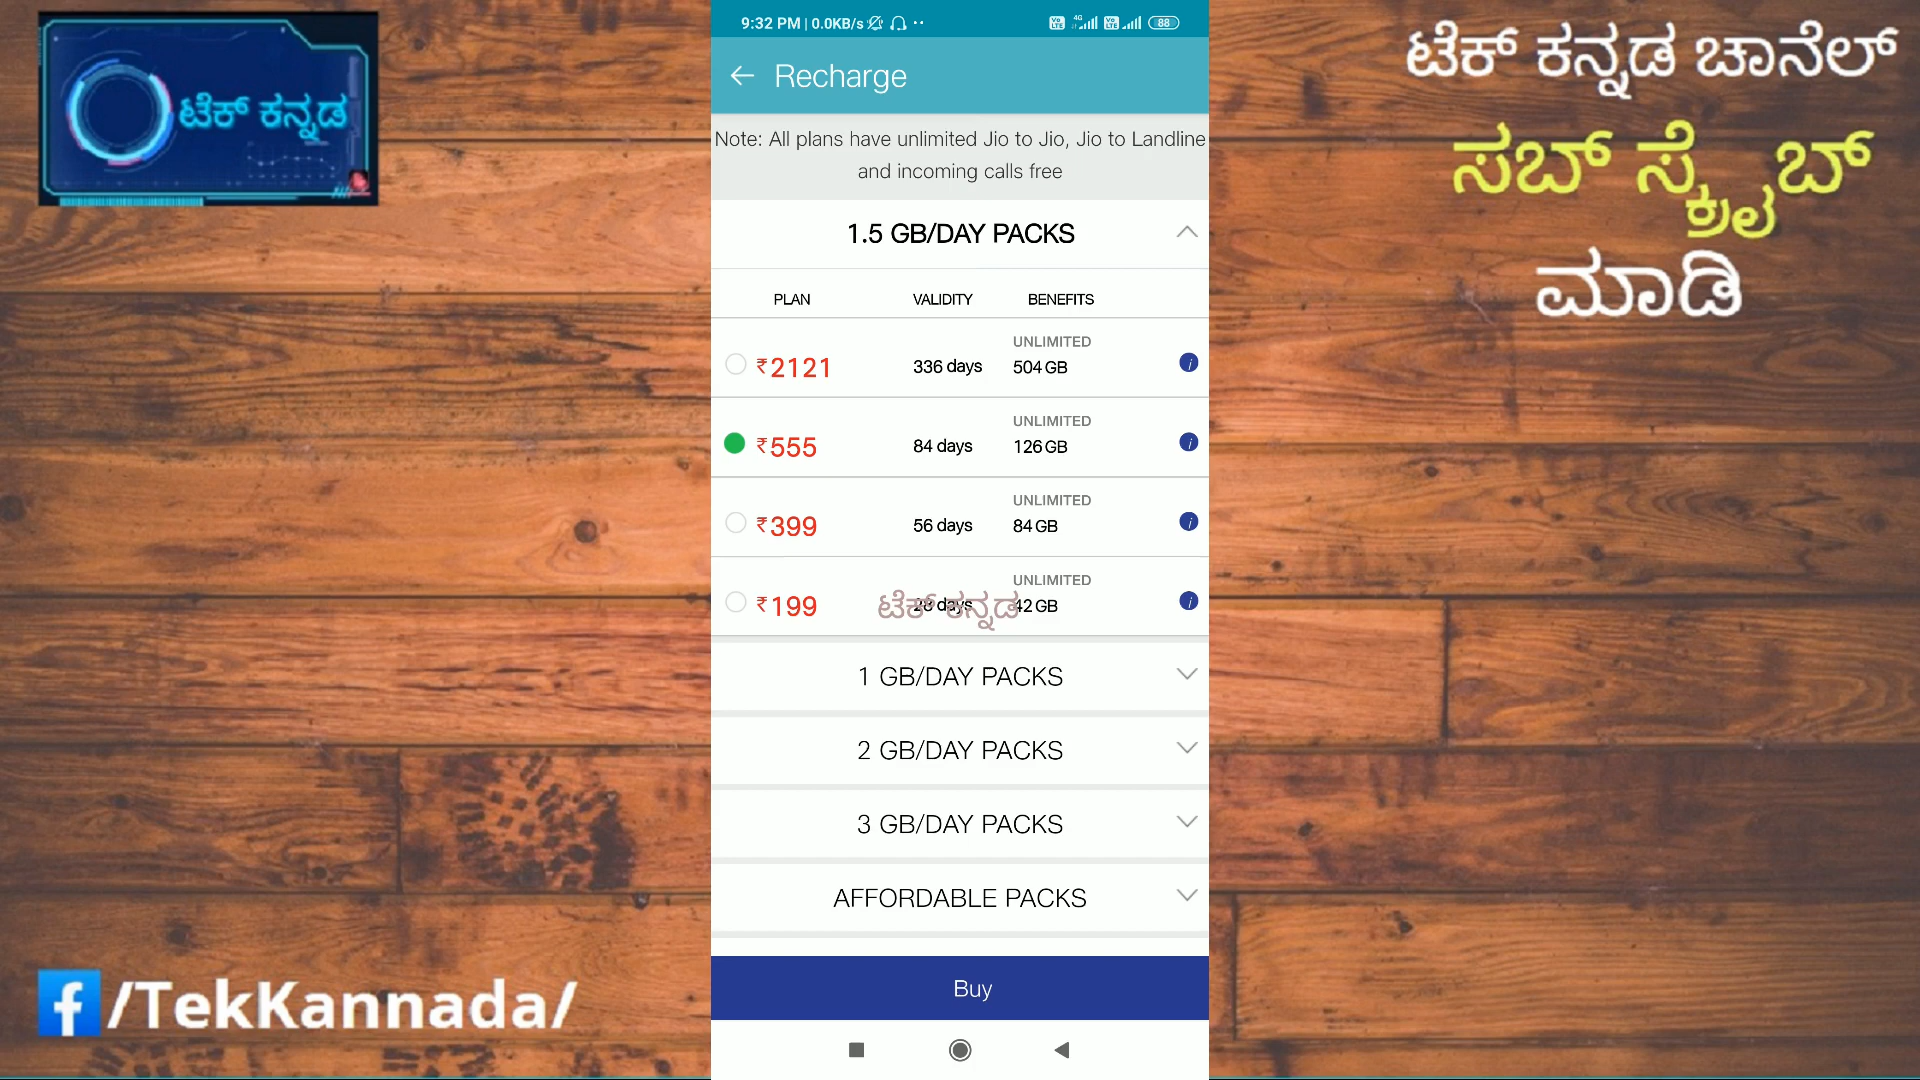 ಟೆಕ್ ಕನ್ನಡ
ಟೆಕ್ ಕನ್ನಡ ಚಾನೆಲ್
ಸಬ್ ಸ್ಕ್ರೈಬ್
ಮಾಡಿ
9:32 PM | 0.0KB/s
88
Recharge
Note: All plans have unlimited Jio to Jio, Jio to Landline
and incoming calls free
1.5 GB/DAY PACKS
PLAN VALIDITY BENEFITS
UNLIMITED
₹2121 336 days 504 GB
UNLIMITED
₹555 84 days 126 GB
UNLIMITED
₹399 56 days 84 GB
UNLIMITED
₹199 28 days 42 GB
ಟೆಕ್ ಕನ್ನಡ
1 GB/DAY PACKS
2 GB/DAY PACKS
3 GB/DAY PACKS
AFFORDABLE PACKS
Buy
/TekKannada/